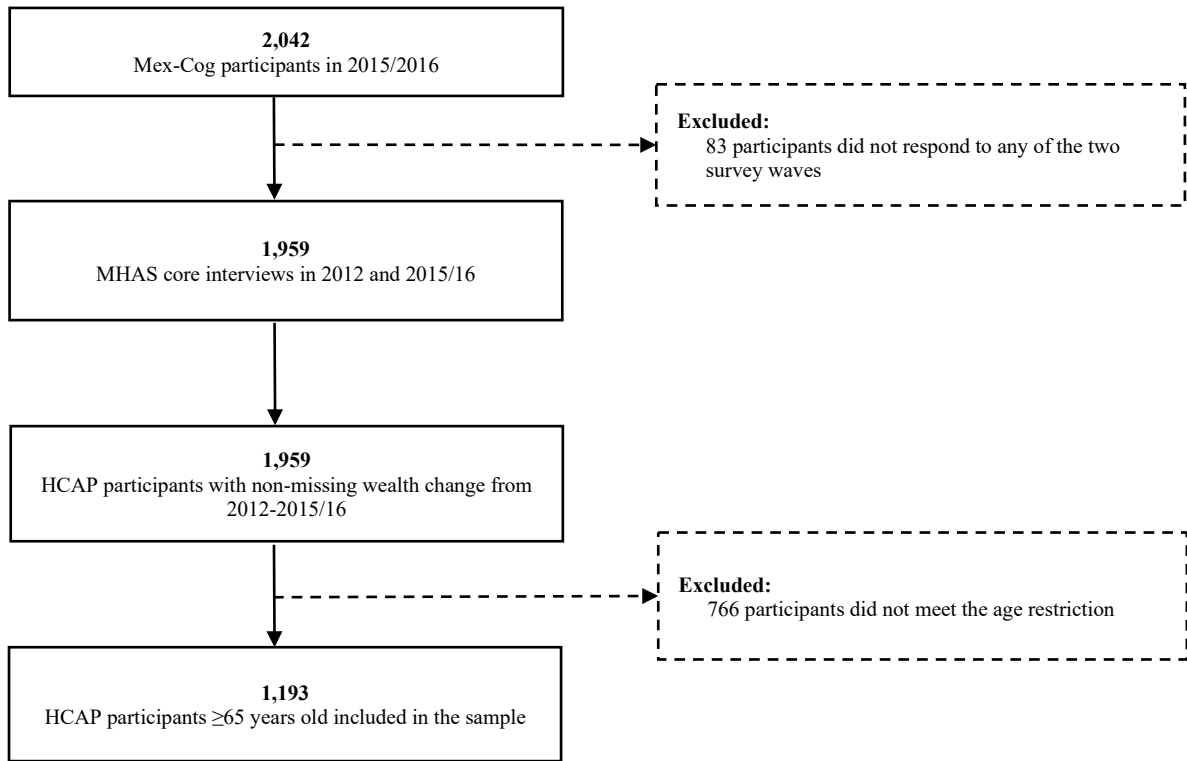 2,042
Mex-Cog participants in 2015/2016
Excluded:
83 participants did not respond to any of the two
survey waves
1,959
MHAS core interviews in 2012 and 2015/16
1,959
HCAP participants with non-missing wealth change from
2012-2015/16
Excluded:
766 participants did not meet the age restriction
1,193
HCAP participants ≥65 years old included in the sample